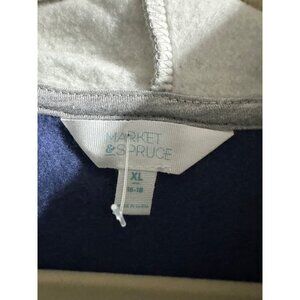 MARKET
& SPRUCE
XL
16-18